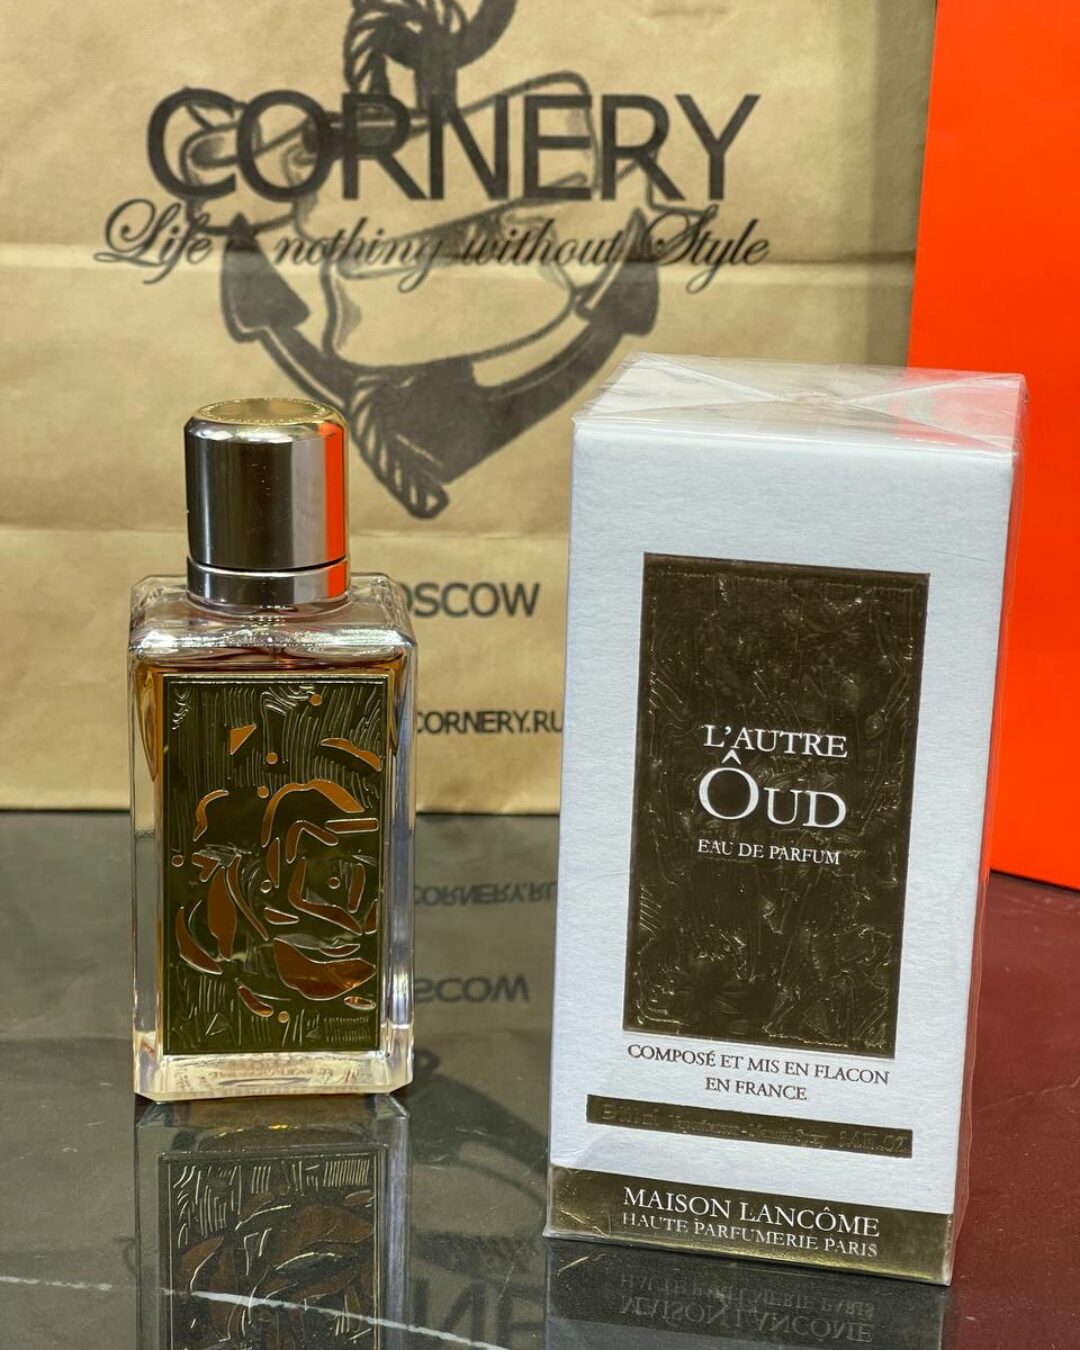 CORNERY
Life is nothing without Style
OSCOW
CORNERY.RU
L'AUTRE
ÔUD
EAU DE PARFUM
COMPOSÉ ET MIS EN FLACON
EN FRANCE
MAISON LANCÔME
HAUTE PARFUMERIE PARIS